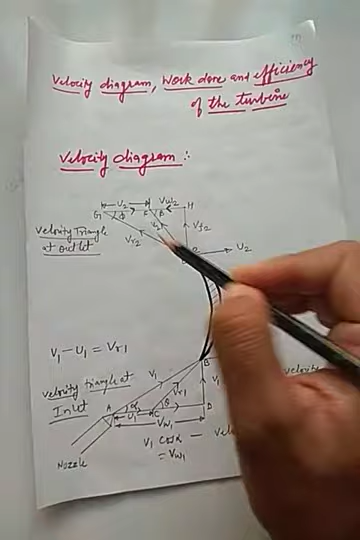 Velocity diagram, Work done and efficiency
of the turbine
Velocity diagram :-
U2 Vw2
G φ F β H
Velocity Triangle
at outlet
V2 Vf2
Vr2
U2
V1 - U1 = Vr1
B
Velocity triangle at
Inlet
V1 Vr1 V
A α θ C D
U1
Vw1
Nozzle
V1 cosα —
= Vw1